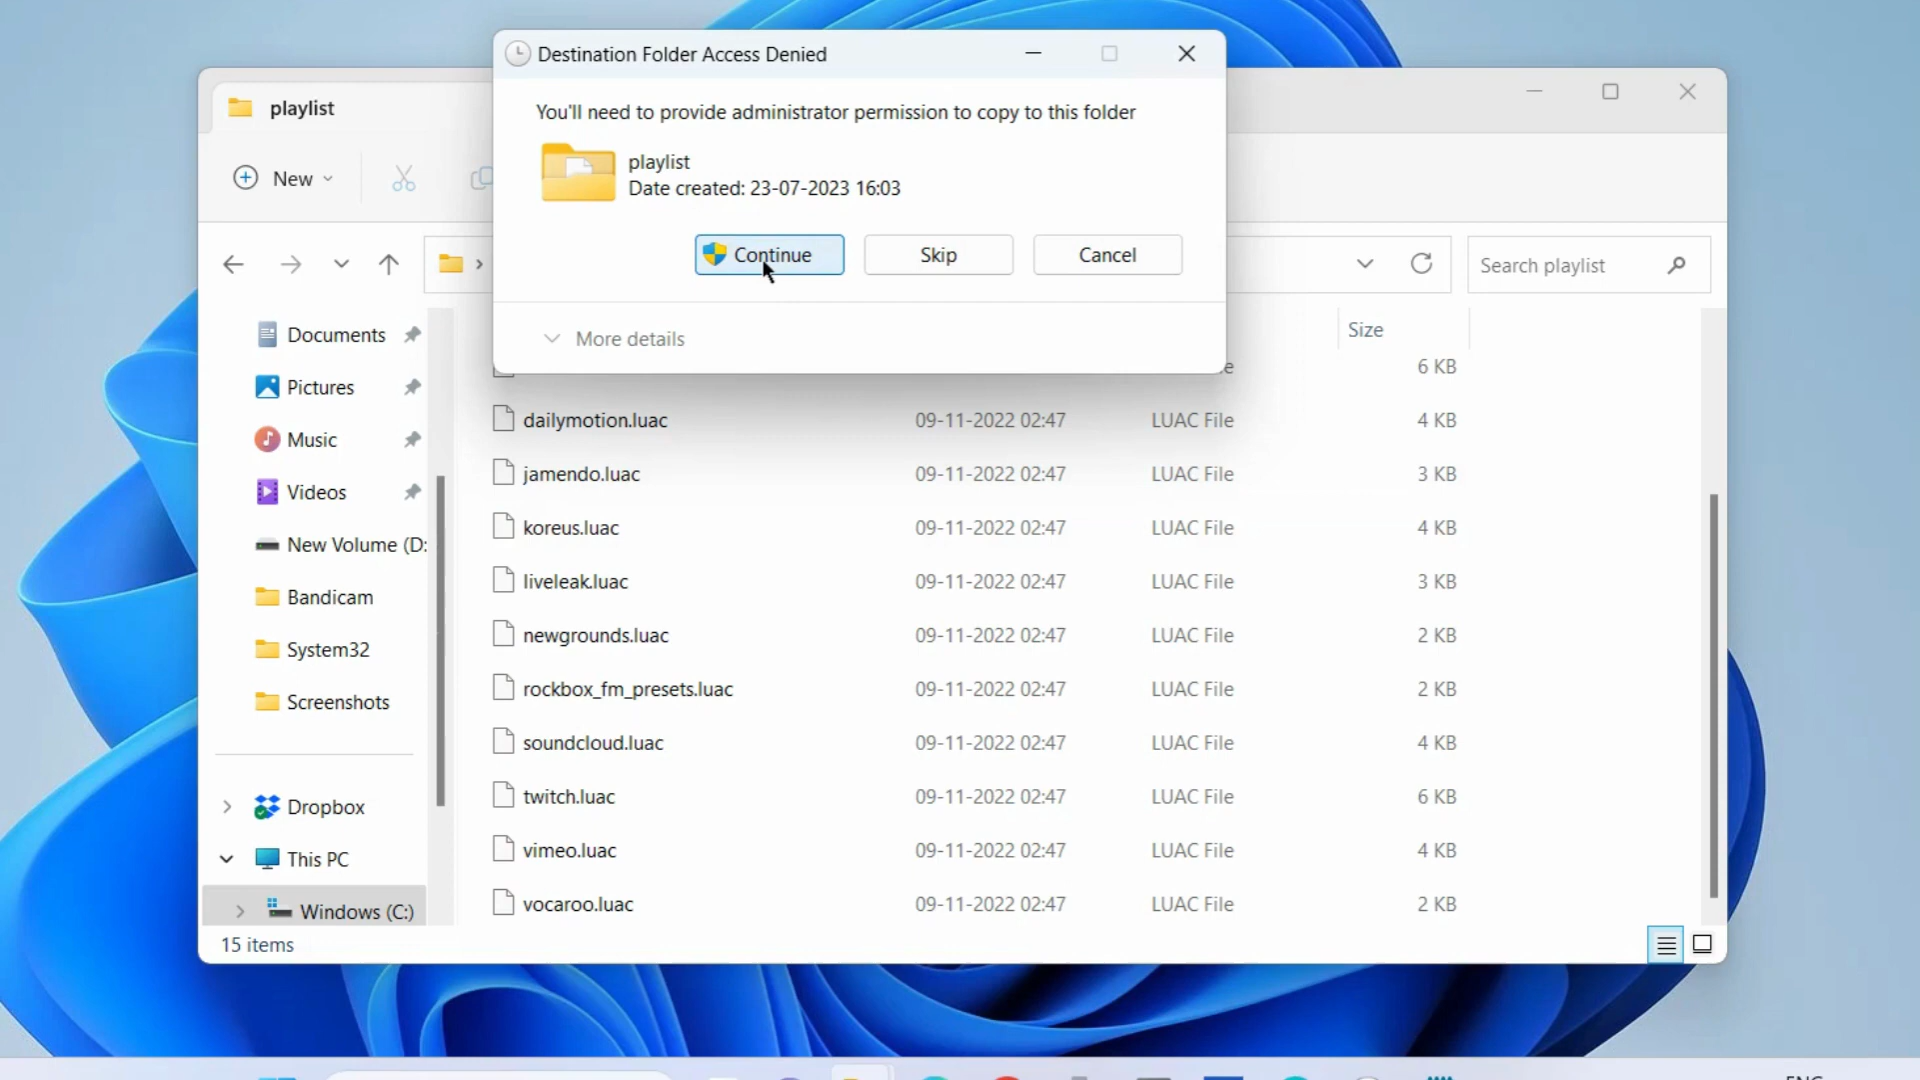 Destination Folder Access Denied
You'll need to provide administrator permission to copy to this folder
playlist
Date created: 23-07-2023 16:03
Continue
Skip
Cancel
More details
playlist
New
Search playlist
Documents
Pictures
Music
Videos
New Volume (D:
Bandicam
System32
Screenshots
Dropbox
This PC
Windows (C:)
Size
6 KB
dailymotion.luac 09-11-2022 02:47 LUAC File 4 KB
jamendo.luac 09-11-2022 02:47 LUAC File 3 KB
koreus.luac 09-11-2022 02:47 LUAC File 4 KB
liveleak.luac 09-11-2022 02:47 LUAC File 3 KB
newgrounds.luac 09-11-2022 02:47 LUAC File 2 KB
rockbox_fm_presets.luac 09-11-2022 02:47 LUAC File 2 KB
soundcloud.luac 09-11-2022 02:47 LUAC File 4 KB
twitch.luac 09-11-2022 02:47 LUAC File 6 KB
vimeo.luac 09-11-2022 02:47 LUAC File 4 KB
vocaroo.luac 09-11-2022 02:47 LUAC File 2 KB
15 items